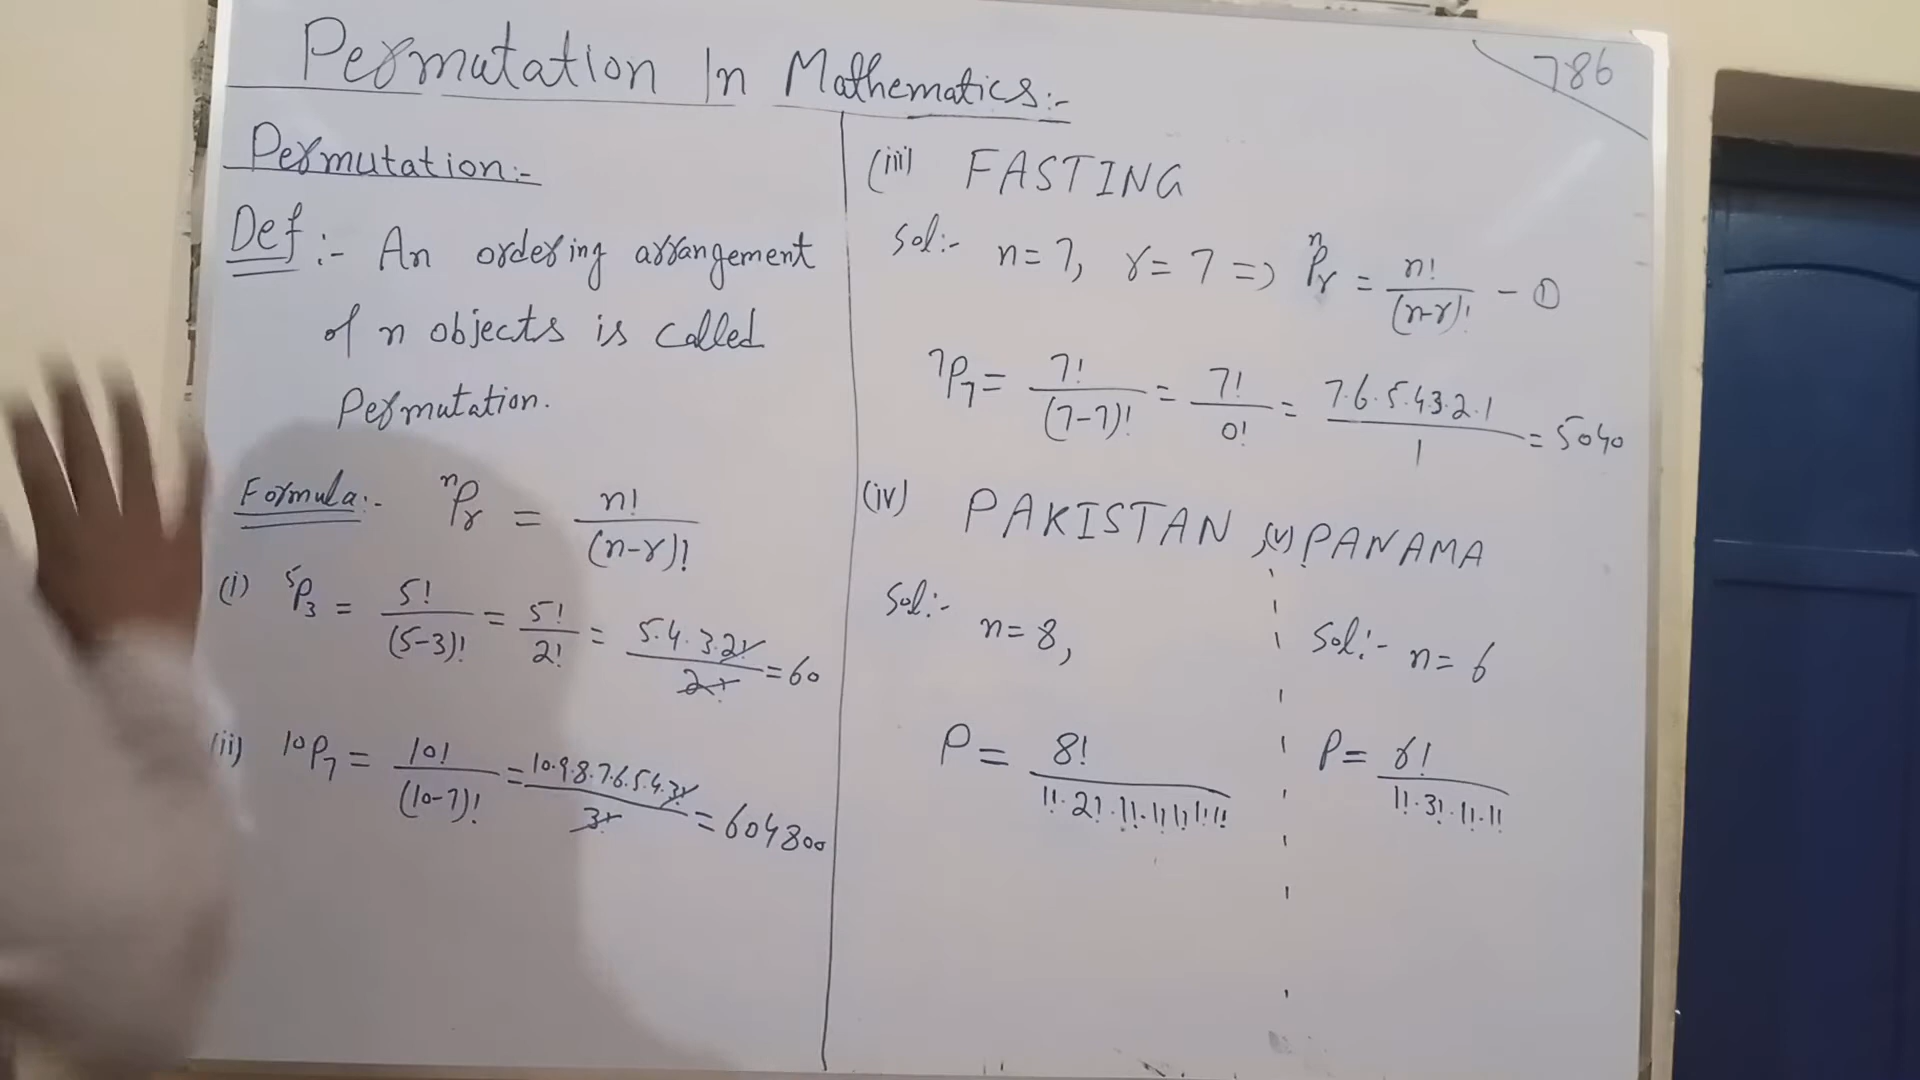 Permutation In Mathematics:-
786
Permutation:-
Def:- An ordering arrangement
of n objects is called
Permutation.
Formula:- ⁿPr = n!/(n-r)!
(i) ⁵P₃ = 5!/(5-3)! = 5!/2! = 5.4.3.2!/2! = 60
(ii) ¹⁰P₇ = 10!/(10-7)! = 10.9.8.7.6.5.4.3!/3! = 604800
(iii) FASTING
Sol:- n=7, r=7 => ⁿPr = n!/(n-r)! - ①
⁷P₇ = 7!/(7-7)! = 7!/0! = 7.6.5.4.3.2.1/1 = 5040
(iv) PAKISTAN ,(v) PANAMA
Sol:- n=8,
P = 8!/1!.2!.1!.1!1!1!1!
Sol:- n=6
P = 6!/1!.3!.1!.1!